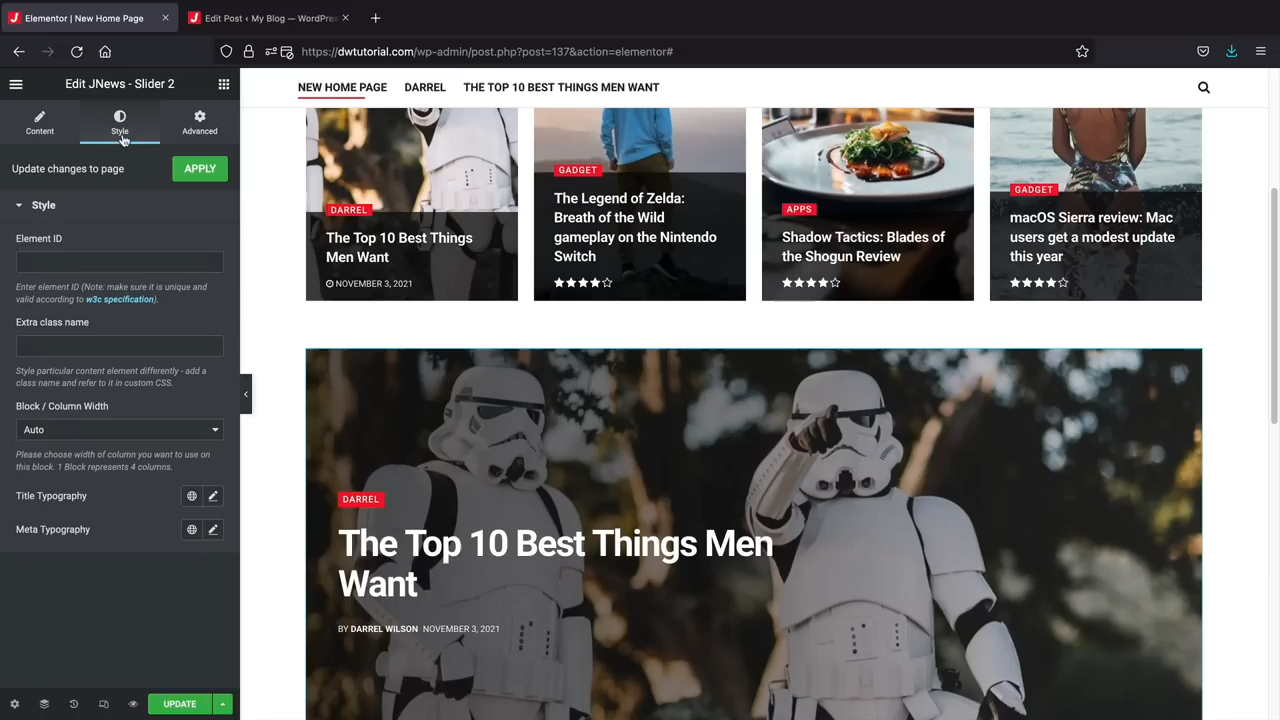 Elementor | New Home Page
Edit Post ‹ My Blog — WordPre
https://dwtutorial.com/wp-admin/post.php?post=137&action=elementor#
Edit JNews - Slider 2
Content
Style
Advanced
Update changes to page
APPLY
Style
Element ID
Enter element ID (Note: make sure it is unique and
valid according to w3c specification).
Extra class name
Style particular content element differently - add a
class name and refer to it in custom CSS.
Block / Column Width
Auto
Please choose width of column you want to use on
this block. 1 Block represents 4 columns.
Title Typography
Meta Typography
UPDATE
NEW HOME PAGE
DARREL
THE TOP 10 BEST THINGS MEN WANT
DARREL
The Top 10 Best Things
Men Want
NOVEMBER 3, 2021
GADGET
The Legend of Zelda:
Breath of the Wild
gameplay on the Nintendo
Switch
APPS
Shadow Tactics: Blades of
the Shogun Review
GADGET
macOS Sierra review: Mac
users get a modest update
this year
DARREL
The Top 10 Best Things Men
Want
BY DARREL WILSON NOVEMBER 3, 2021